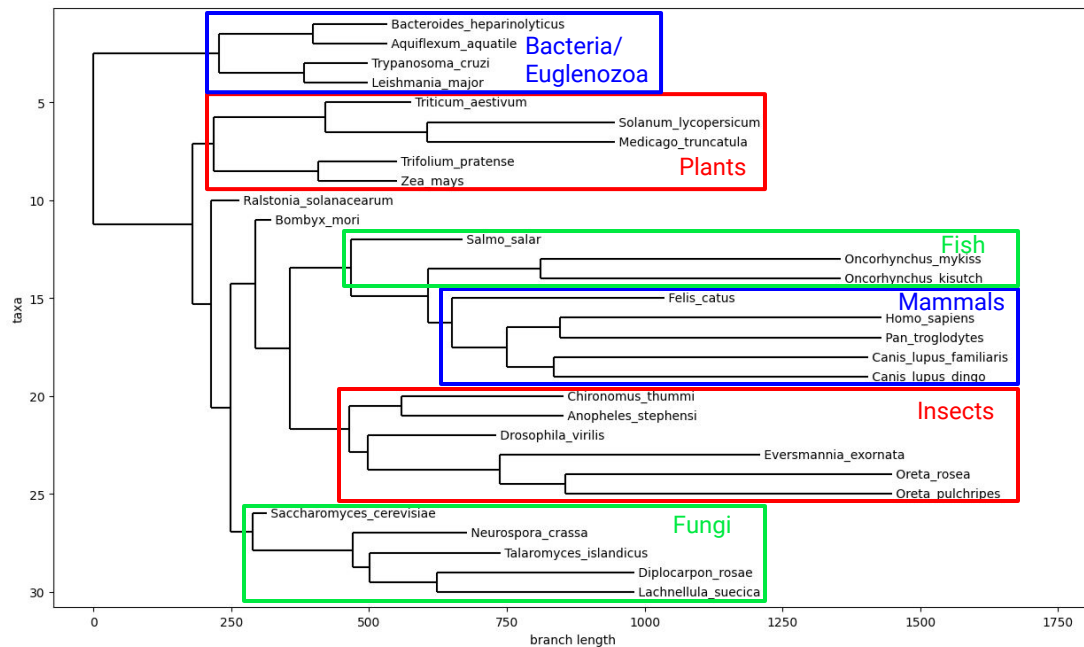 Bacteroides_heparinolyticus
Aquiflexum_aquatile
Bacteria/
Euglenozoa
Trypanosoma_cruzi
Leishmania_major
Triticum_aestivum
Solanum_lycopersicum
Medicago_truncatula
Trifolium_pratense
Plants
Zea_mays
Ralstonia_solanacearum
Bombyx_mori
Salmo_salar
Fish
Oncorhynchus_mykiss
Oncorhynchus_kisutch
Felis_catus
Mammals
Homo_sapiens
Pan_troglodytes
Canis_lupus_familiaris
Canis_lupus_dingo
Chironomus_thummi
Insects
Anopheles_stephensi
Drosophila_virilis
Eversmannia_exornata
Oreta_rosea
Oreta_pulchripes
Saccharomyces_cerevisiae
Fungi
Neurospora_crassa
Talaromyces_islandicus
Diplocarpon_rosae
Lachnellula_suecica
taxa
5
10
15
20
25
30
0 250 500 750 1000 1250 1500 1750
branch length